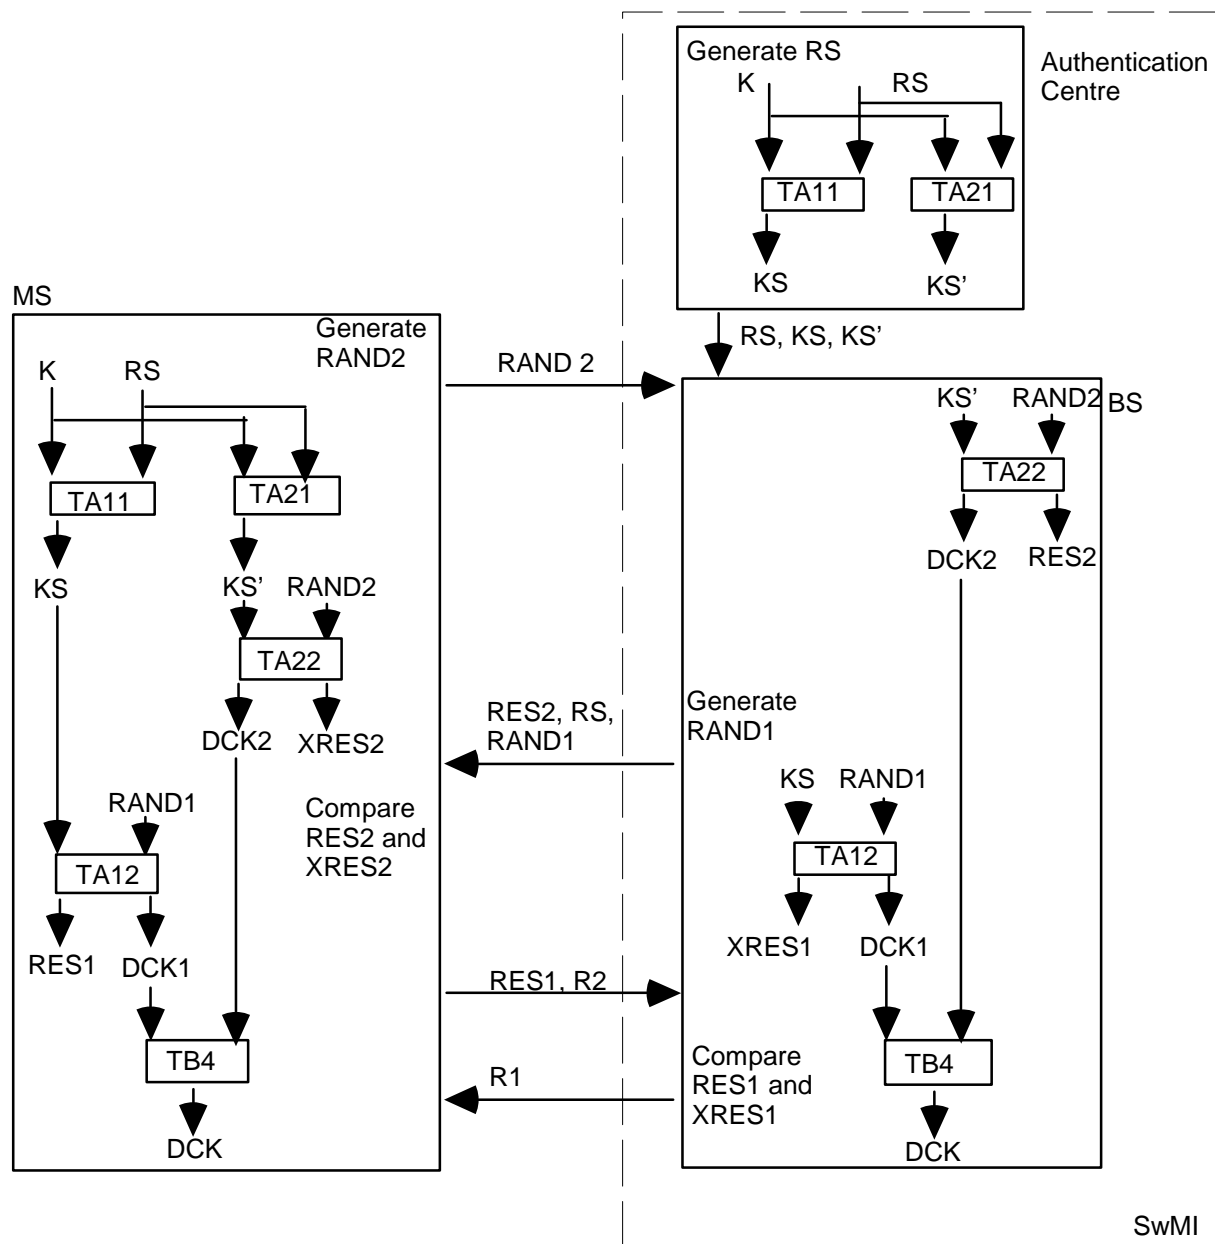 Generate RS
K
RS
TA11
TA21
KS
KS’
Authentication
Centre
RS, KS, KS’
MS
Generate
RAND2
K
RS
TA11
TA21
KS
KS’
RAND2
TA22
DCK2
XRES2
RAND1
Compare
RES2 and
XRES2
TA12
RES1
DCK1
TB4
DCK
RAND 2
RES2, RS,
RAND1
RES1, R2
R1
BS
KS’
RAND2
TA22
DCK2
RES2
Generate
RAND1
KS
RAND1
TA12
XRES1
DCK1
Compare
RES1 and
XRES1
TB4
DCK
SwMI